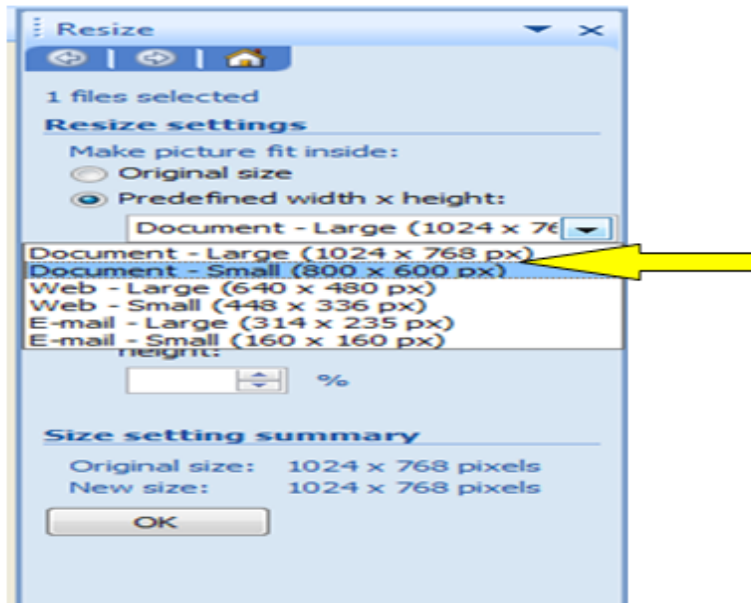 Resize
1 files selected
Resize settings
Make picture fit inside:
Original size
Predefined width x height:
Document - Large (1024 x 76
Document - Large (1024 x 768 px)
Document - Small (800 x 600 px)
Web - Large (640 x 480 px)
Web - Small (448 x 336 px)
E-mail - Large (314 x 235 px)
E-mail - Small (160 x 160 px)
height:
%
Size setting summary
Original size: 1024 x 768 pixels
New size: 1024 x 768 pixels
OK